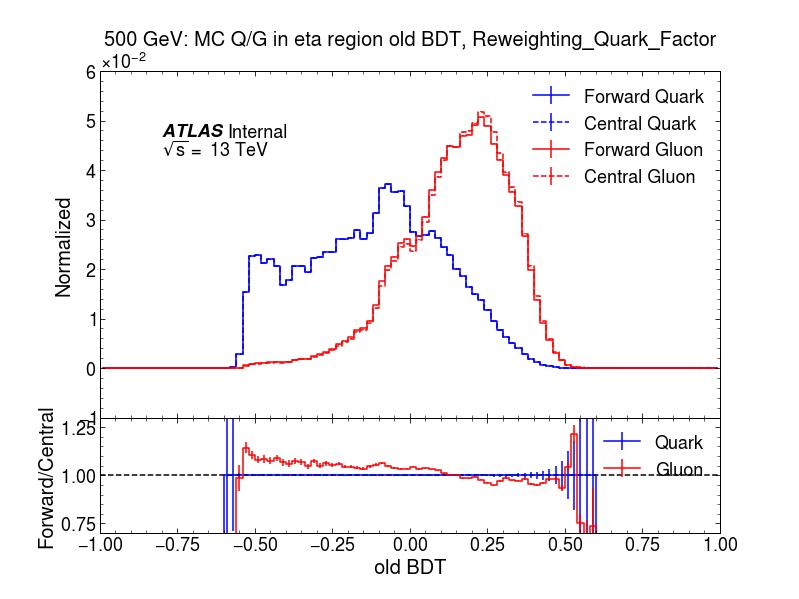 500 GeV: MC Q/G in eta region old BDT, Reweighting_Quark_Factor
×10⁻²
6
5
4
3
2
1
0
−1
Normalized
ATLAS Internal
√s = 13 TeV
Forward Quark
Central Quark
Forward Gluon
Central Gluon
1.25
1.00
0.75
Forward/Central
Quark
Gluon
−1.00 −0.75 −0.50 −0.25 0.00 0.25 0.50 0.75 1.00
old BDT